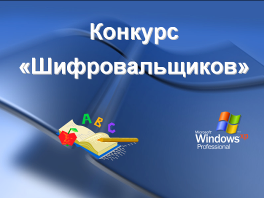 Конкурс
«Шифровальщиков»
A B C
Microsoft
Windows xp
Professional